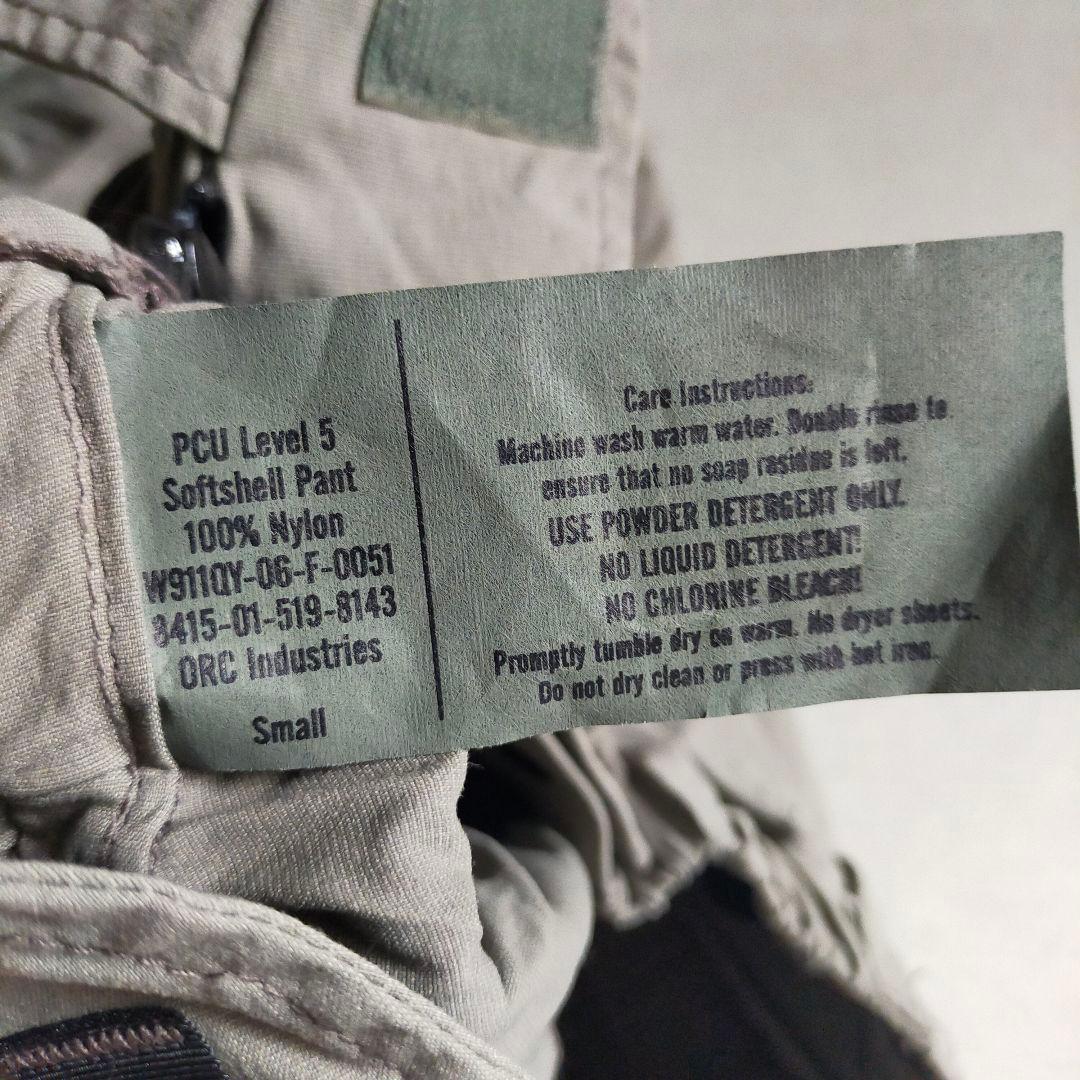 PCU Level 5
Softshell Pant
100% Nylon
W911QY-06-F-0051
8415-01-519-8143
ORC Industries
Small
Care Instructions:
Machine wash warm water. Double rinse to
ensure that no soap residue is left.
USE POWDER DETERGENT ONLY.
NO LIQUID DETERGENT!
NO CHLORINE BLEACH!
Promptly tumble dry on warm. No dryer sheets.
Do not dry clean or press with hot iron.